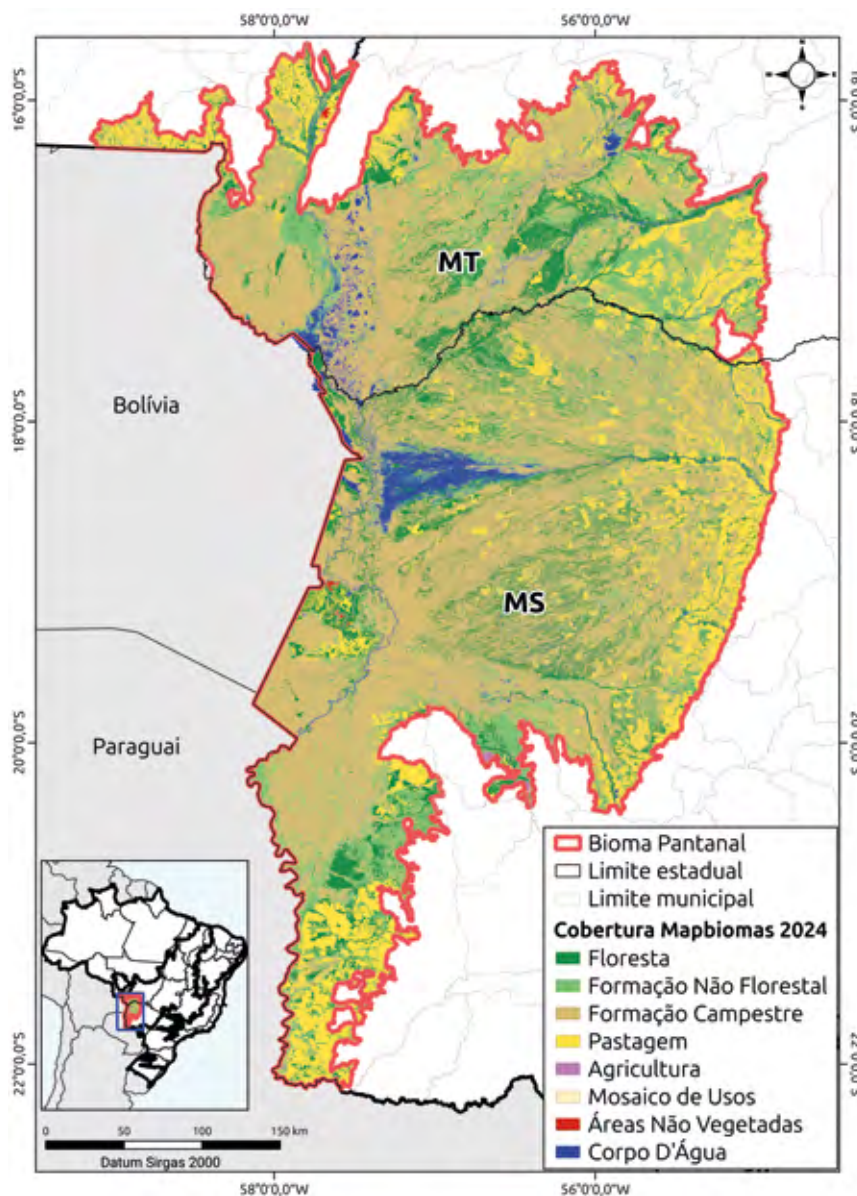 58°0'0,0"W
56°0'0,0"W
16°0'0,0"S
MT
Bolívia
18°0'0,0"S
MS
20°0'0,0"S
Paraguai
22°0'0,0"S
Bioma Pantanal
Limite estadual
Limite municipal
Cobertura Mapbiomas 2024
Floresta
Formação Não Florestal
Formação Campestre
Pastagem
Agricultura
Mosaico de Usos
Áreas Não Vegetadas
Corpo D'Água
0 50 100 150 km
Datum Sirgas 2000
58°0'0,0"W
56°0'0,0"W